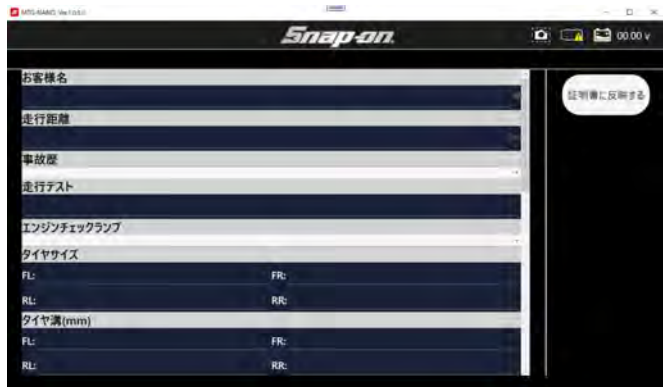 Snap-on
00.00 v
お客様名
証明書に反映する
走行距離
事故歴
走行テスト
エンジンチェックランプ
タイヤサイズ
FL: FR:
RL: RR:
タイヤ溝(mm)
FL: FR:
RL: RR: